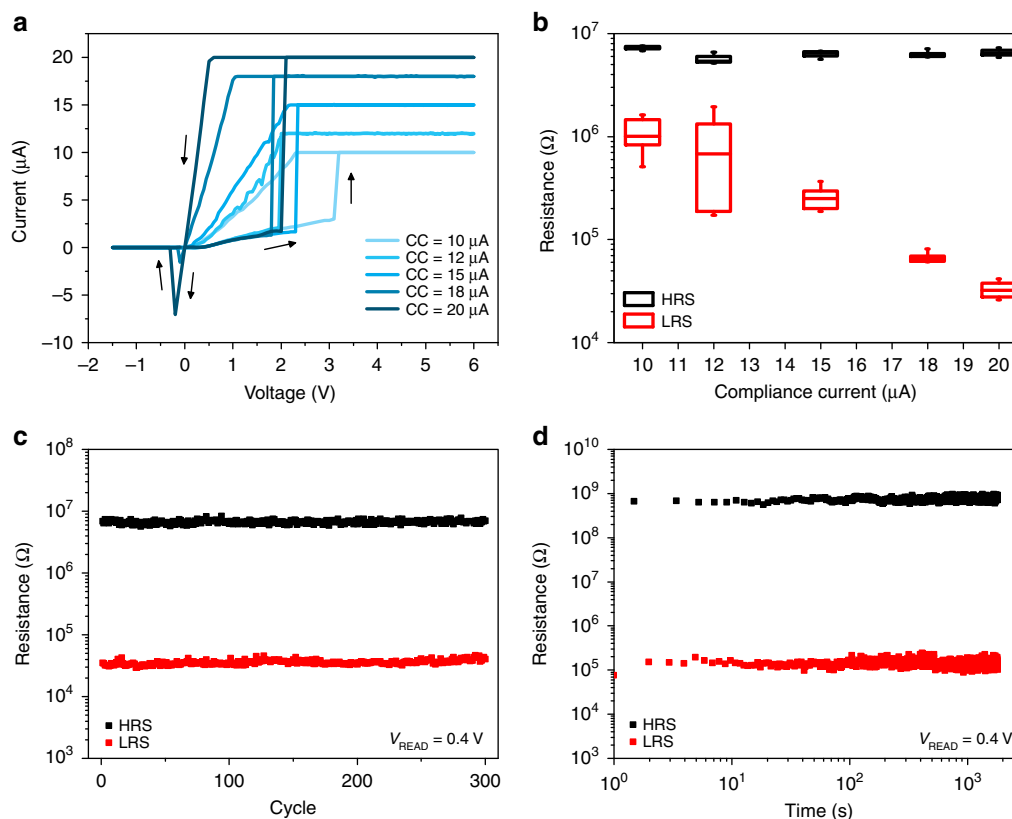 a
Current (μA)
20
15
10
5
0
−5
−10
−2
−1
0
1
2
3
4
5
6
Voltage (V)
CC = 10 μA
CC = 12 μA
CC = 15 μA
CC = 18 μA
CC = 20 μA
b
Resistance (Ω)
10^7
10^6
10^5
10^4
10
11
12
13
14
15
16
17
18
19
20
Compliance current (μA)
HRS
LRS
c
Resistance (Ω)
10^8
10^7
10^6
10^5
10^4
10^3
0
100
200
300
Cycle
HRS
LRS
V_READ = 0.4 V
d
Resistance (Ω)
10^10
10^9
10^8
10^7
10^6
10^5
10^4
10^3
10^2
10^0
10^1
10^2
10^3
Time (s)
HRS
LRS
V_READ = 0.4 V